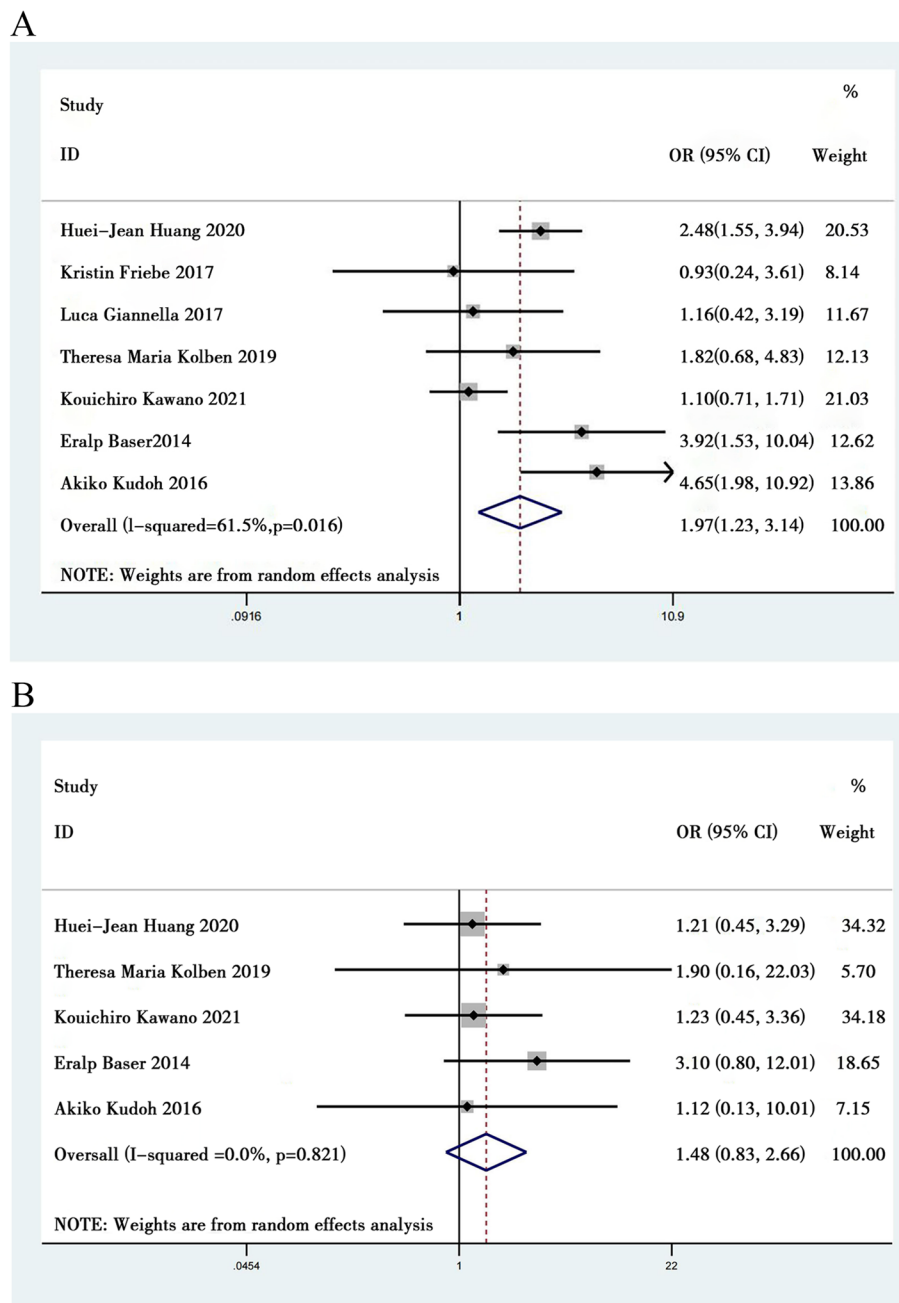 A
Study %
ID OR (95% CI) Weight
Huei-Jean Huang 2020 2.48(1.55, 3.94) 20.53
Kristin Friebe 2017 0.93(0.24, 3.61) 8.14
Luca Giannella 2017 1.16(0.42, 3.19) 11.67
Theresa Maria Kolben 2019 1.82(0.68, 4.83) 12.13
Kouichiro Kawano 2021 1.10(0.71, 1.71) 21.03
Eralp Baser2014 3.92(1.53, 10.04) 12.62
Akiko Kudoh 2016 4.65(1.98, 10.92) 13.86
Overall (l-squared=61.5%,p=0.016) 1.97(1.23, 3.14) 100.00
NOTE: Weights are from random effects analysis
.0916 1 10.9
B
Study %
ID OR (95% CI) Weight
Huei-Jean Huang 2020 1.21 (0.45, 3.29) 34.32
Theresa Maria Kolben 2019 1.90 (0.16, 22.03) 5.70
Kouichiro Kawano 2021 1.23 (0.45, 3.36) 34.18
Eralp Baser 2014 3.10 (0.80, 12.01) 18.65
Akiko Kudoh 2016 1.12 (0.13, 10.01) 7.15
Oversall (I-squared =0.0%, p=0.821) 1.48 (0.83, 2.66) 100.00
NOTE: Weights are from random effects analysis
.0454 1 22